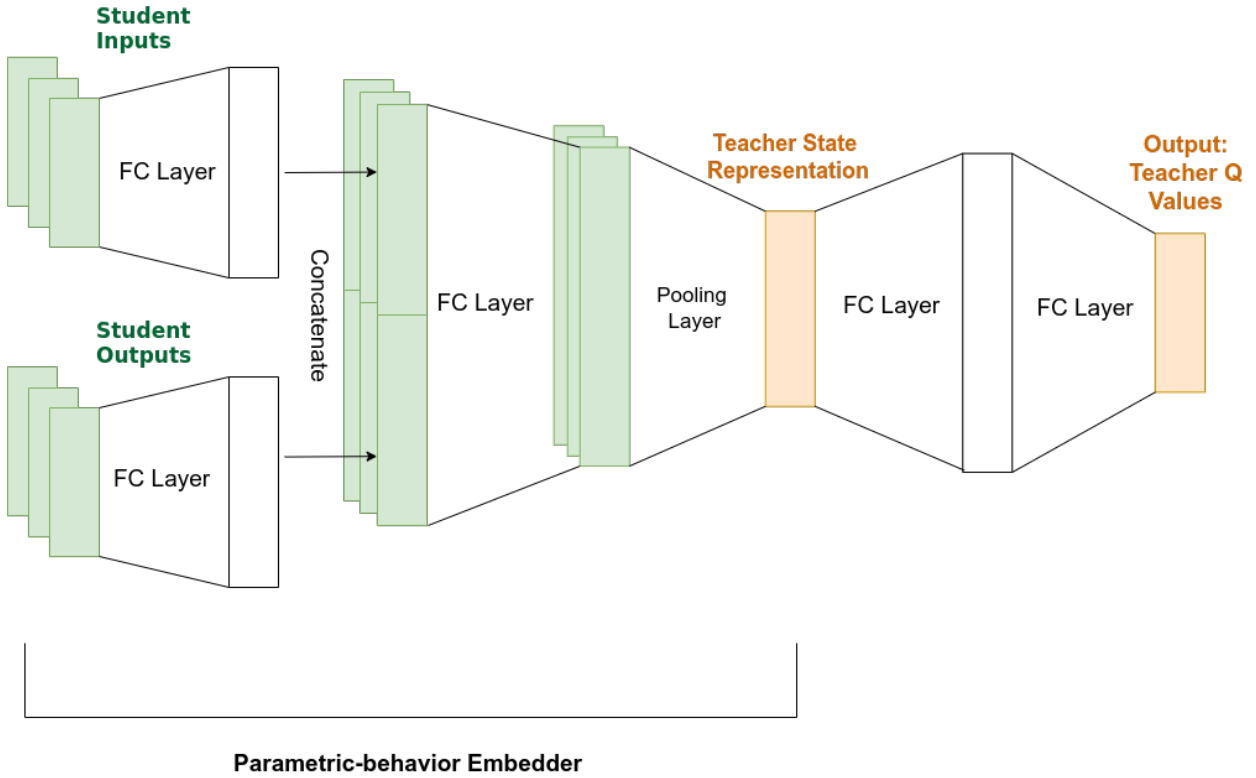 Student
Inputs
FC Layer
Student
Outputs
FC Layer
Concatenate
FC Layer
Pooling
Layer
Teacher State
Representation
FC Layer
FC Layer
Output:
Teacher Q
Values
Parametric-behavior Embedder